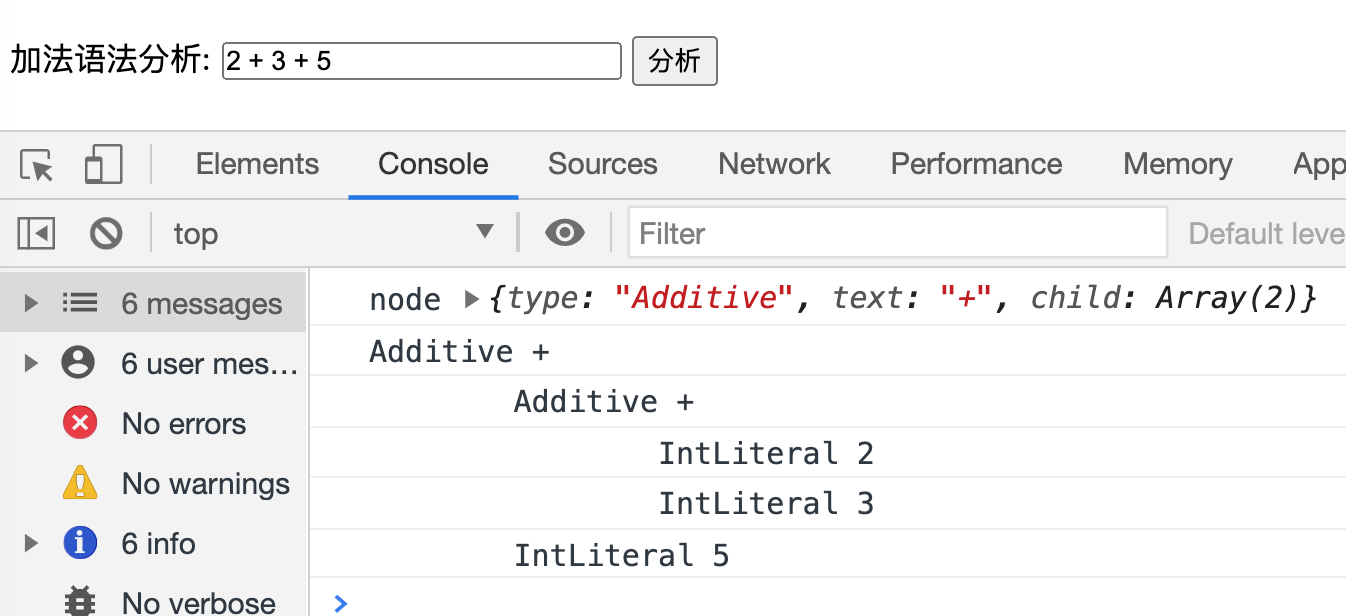 加法语法分析: 2 + 3 + 5 分析
Elements Console Sources Network Performance Memory App
top Filter Default leve
6 messages
6 user mes...
No errors
No warnings
6 info
No verbose
node {type: "Additive", text: "+", child: Array(2)}
Additive +
Additive +
IntLiteral 2
IntLiteral 3
IntLiteral 5